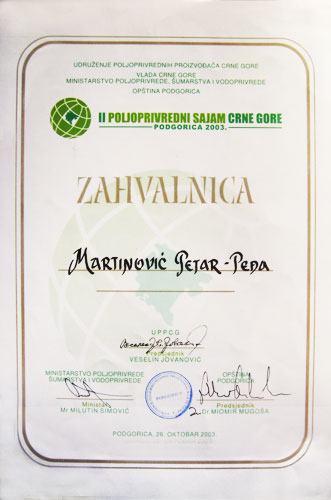 UDRUŽENJE POLJOPRIVREDNIH PROIZVOĐAČA CRNE GORE
VLADA CRNE GORE
MINISTARSTVO POLJOPRIVREDE, ŠUMARSTVA I VODOPRIVREDE
OPŠTINA PODGORICA
II POLJOPRIVREDNI SAJAM CRNE GORE
PODGORICA 2003.
ZAHVALNICA
MARTINOVIĆ PETAR-PEĐA
UPPCG
Predsjednik
VESELIN JOVANOVIĆ
MINISTARSTVO POLJOPRIVREDE
ŠUMARSTVA I VODOPRIVREDE
Ministar
Mr MILUTIN SIMOVIĆ
OPŠTINA
PODGORICA
Predsjednik
Dr MIOMIR MUGOŠA
PODGORICA, 26. OKTOBAR 2003.